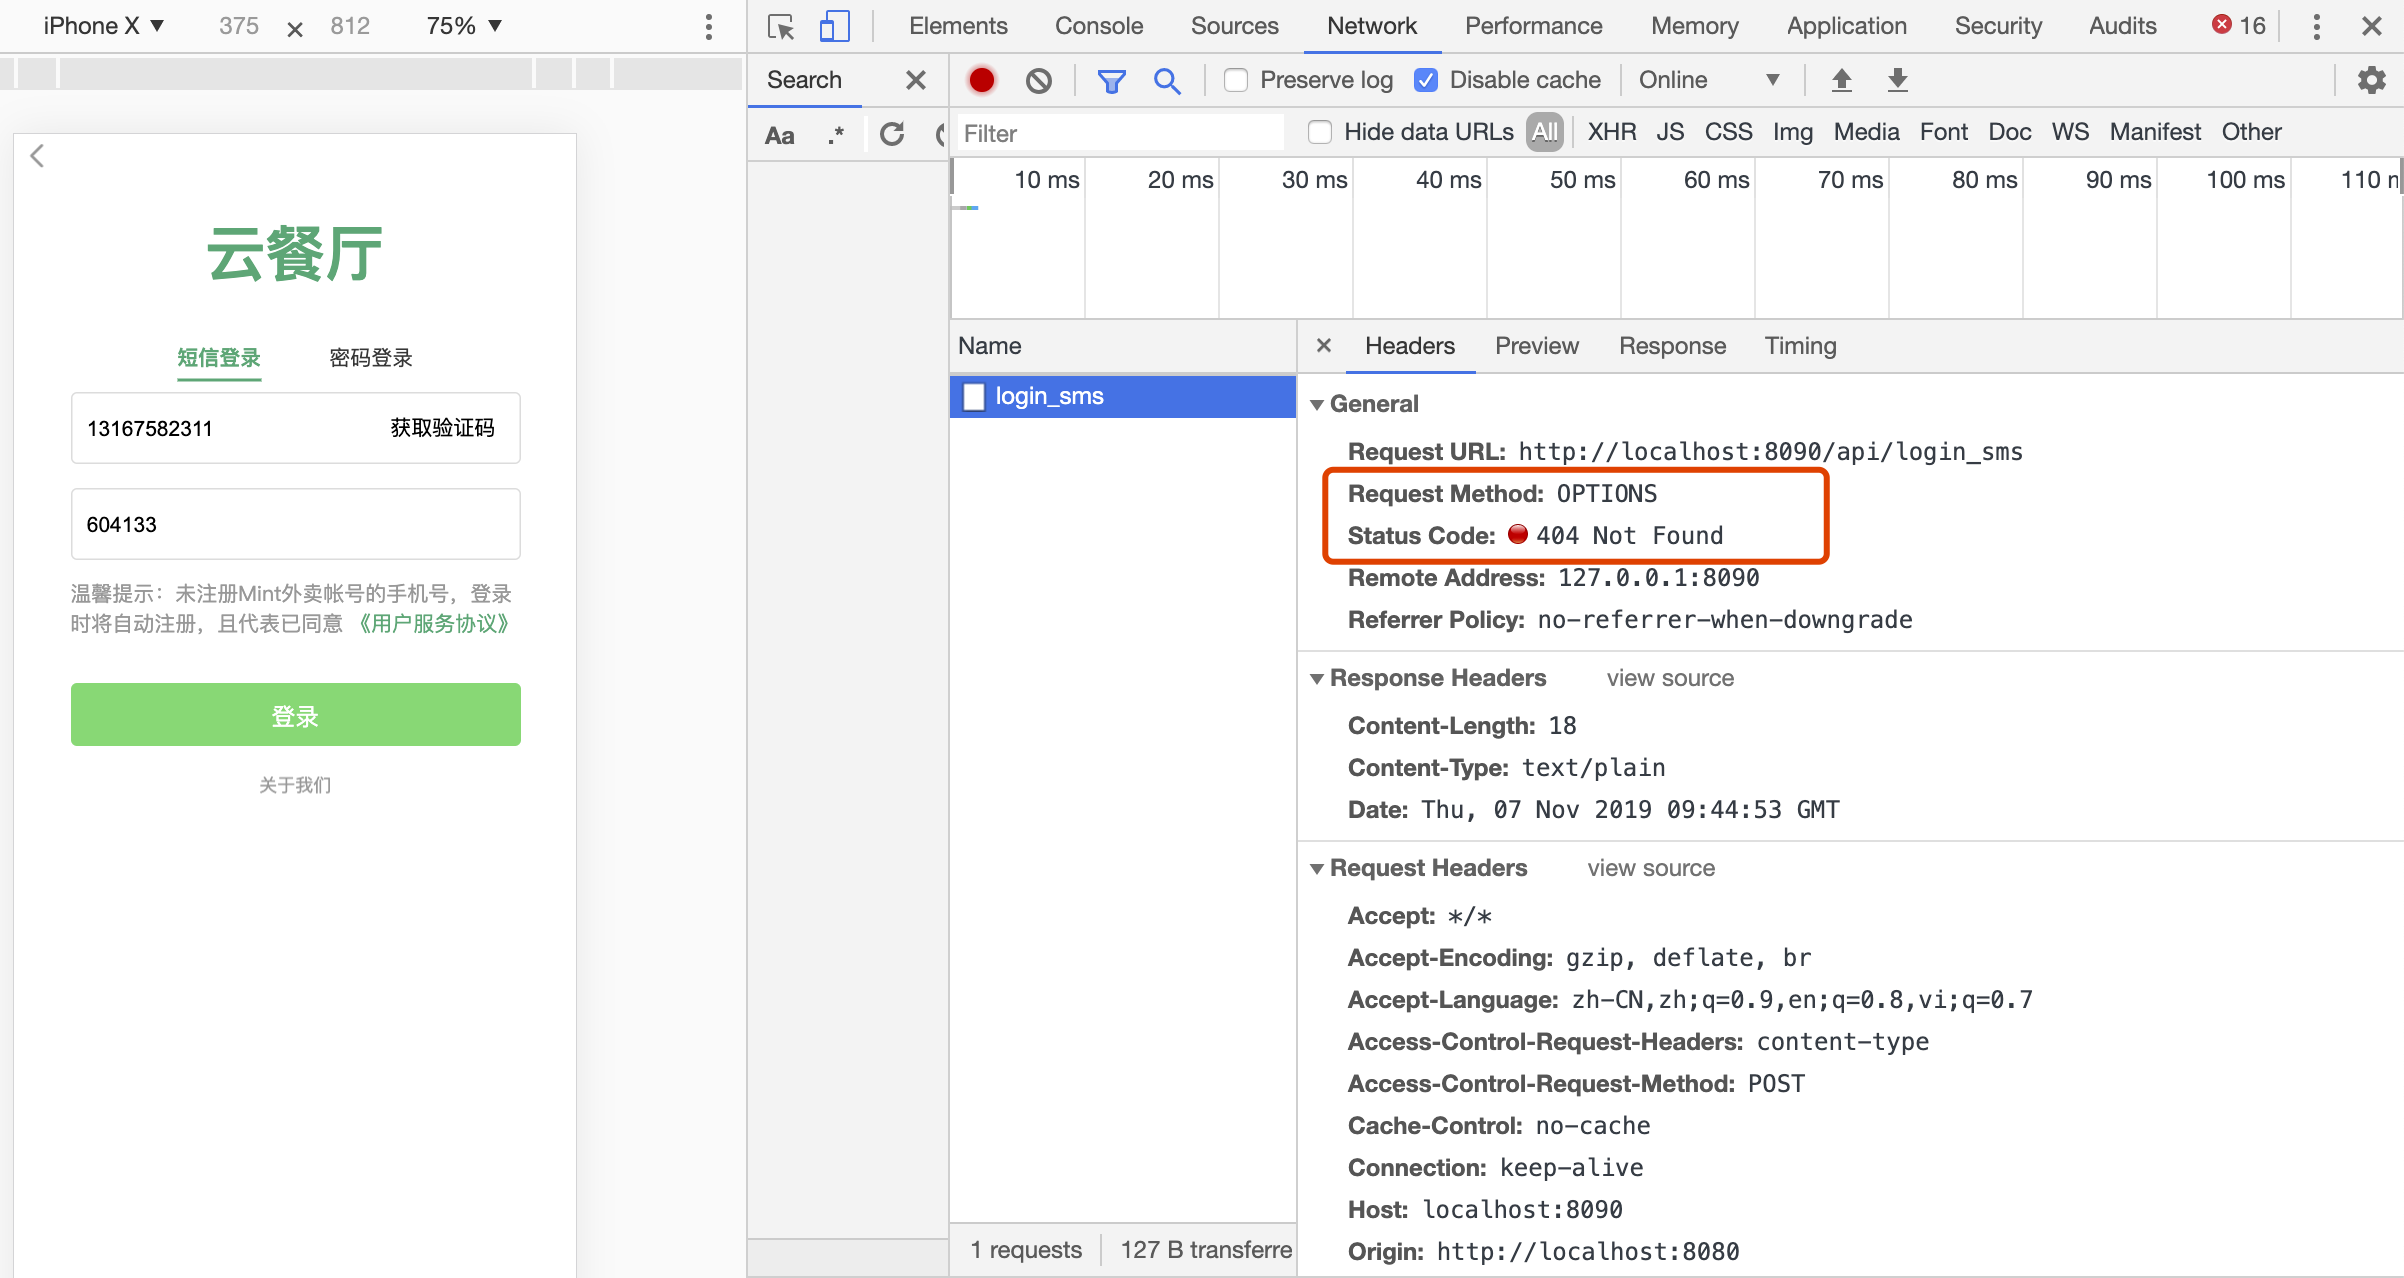 iPhone X ▼ 375 × 812 75% ▼
Elements Console Sources Network Performance Memory Application Security Audits 16
Search
Preserve log Disable cache Online ▼
Aa .*
Filter
Hide data URLs All XHR JS CSS Img Media Font Doc WS Manifest Other
10 ms 20 ms 30 ms 40 ms 50 ms 60 ms 70 ms 80 ms 90 ms 100 ms 110
云餐厅
短信登录 密码登录
13167582311 获取验证码
604133
温馨提示：未注册Mint外卖帐号的手机号，登录
时将自动注册，且代表已同意 《用户服务协议》
登录
关于我们
Name
login_sms
1 requests 127 B transferre
Headers Preview Response Timing
General
Request URL: http://localhost:8090/api/login_sms
Request Method: OPTIONS
Status Code: 404 Not Found
Remote Address: 127.0.0.1:8090
Referrer Policy: no-referrer-when-downgrade
Response Headers view source
Content-Length: 18
Content-Type: text/plain
Date: Thu, 07 Nov 2019 09:44:53 GMT
Request Headers view source
Accept: */*
Accept-Encoding: gzip, deflate, br
Accept-Language: zh-CN,zh;q=0.9,en;q=0.8,vi;q=0.7
Access-Control-Request-Headers: content-type
Access-Control-Request-Method: POST
Cache-Control: no-cache
Connection: keep-alive
Host: localhost:8090
Origin: http://localhost:8080